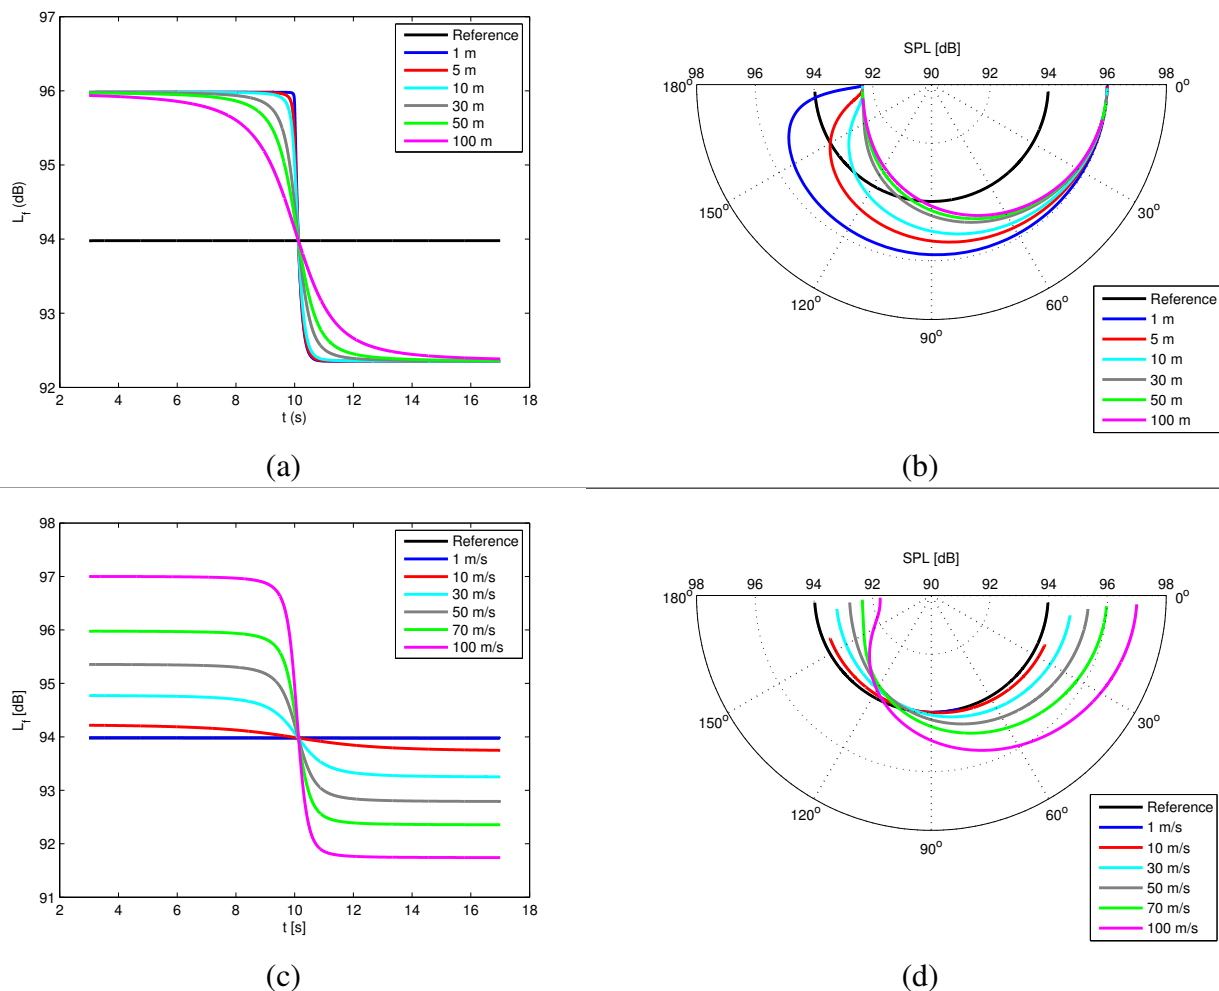 97
96
95
94
93
92
2 4 6 8 10 12 14 16 18
L_f (dB)
t (s)
Reference
1 m
5 m
10 m
30 m
50 m
100 m
(a)
SPL [dB]
98 96 94 92 90 92 94 96 98
180° 0°
150° 30°
120° 60°
90°
Reference
1 m
5 m
10 m
30 m
50 m
100 m
(b)
98
97
96
95
94
93
92
91
2 4 6 8 10 12 14 16 18
L_f [dB]
t [s]
Reference
1 m/s
10 m/s
30 m/s
50 m/s
70 m/s
100 m/s
(c)
SPL [dB]
98 96 94 92 90 92 94 96 98
180° 0°
150° 30°
120° 60°
90°
Reference
1 m/s
10 m/s
30 m/s
50 m/s
70 m/s
100 m/s
(d)